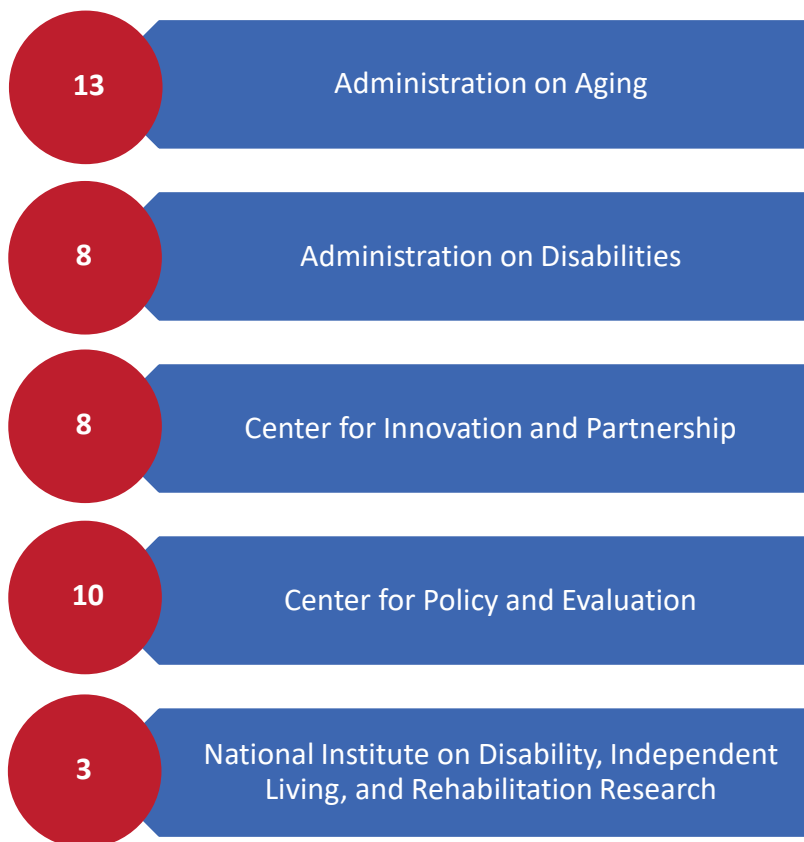 13
Administration on Aging
8
Administration on Disabilities
8
Center for Innovation and Partnership
10
Center for Policy and Evaluation
3
National Institute on Disability, Independent
Living, and Rehabilitation Research